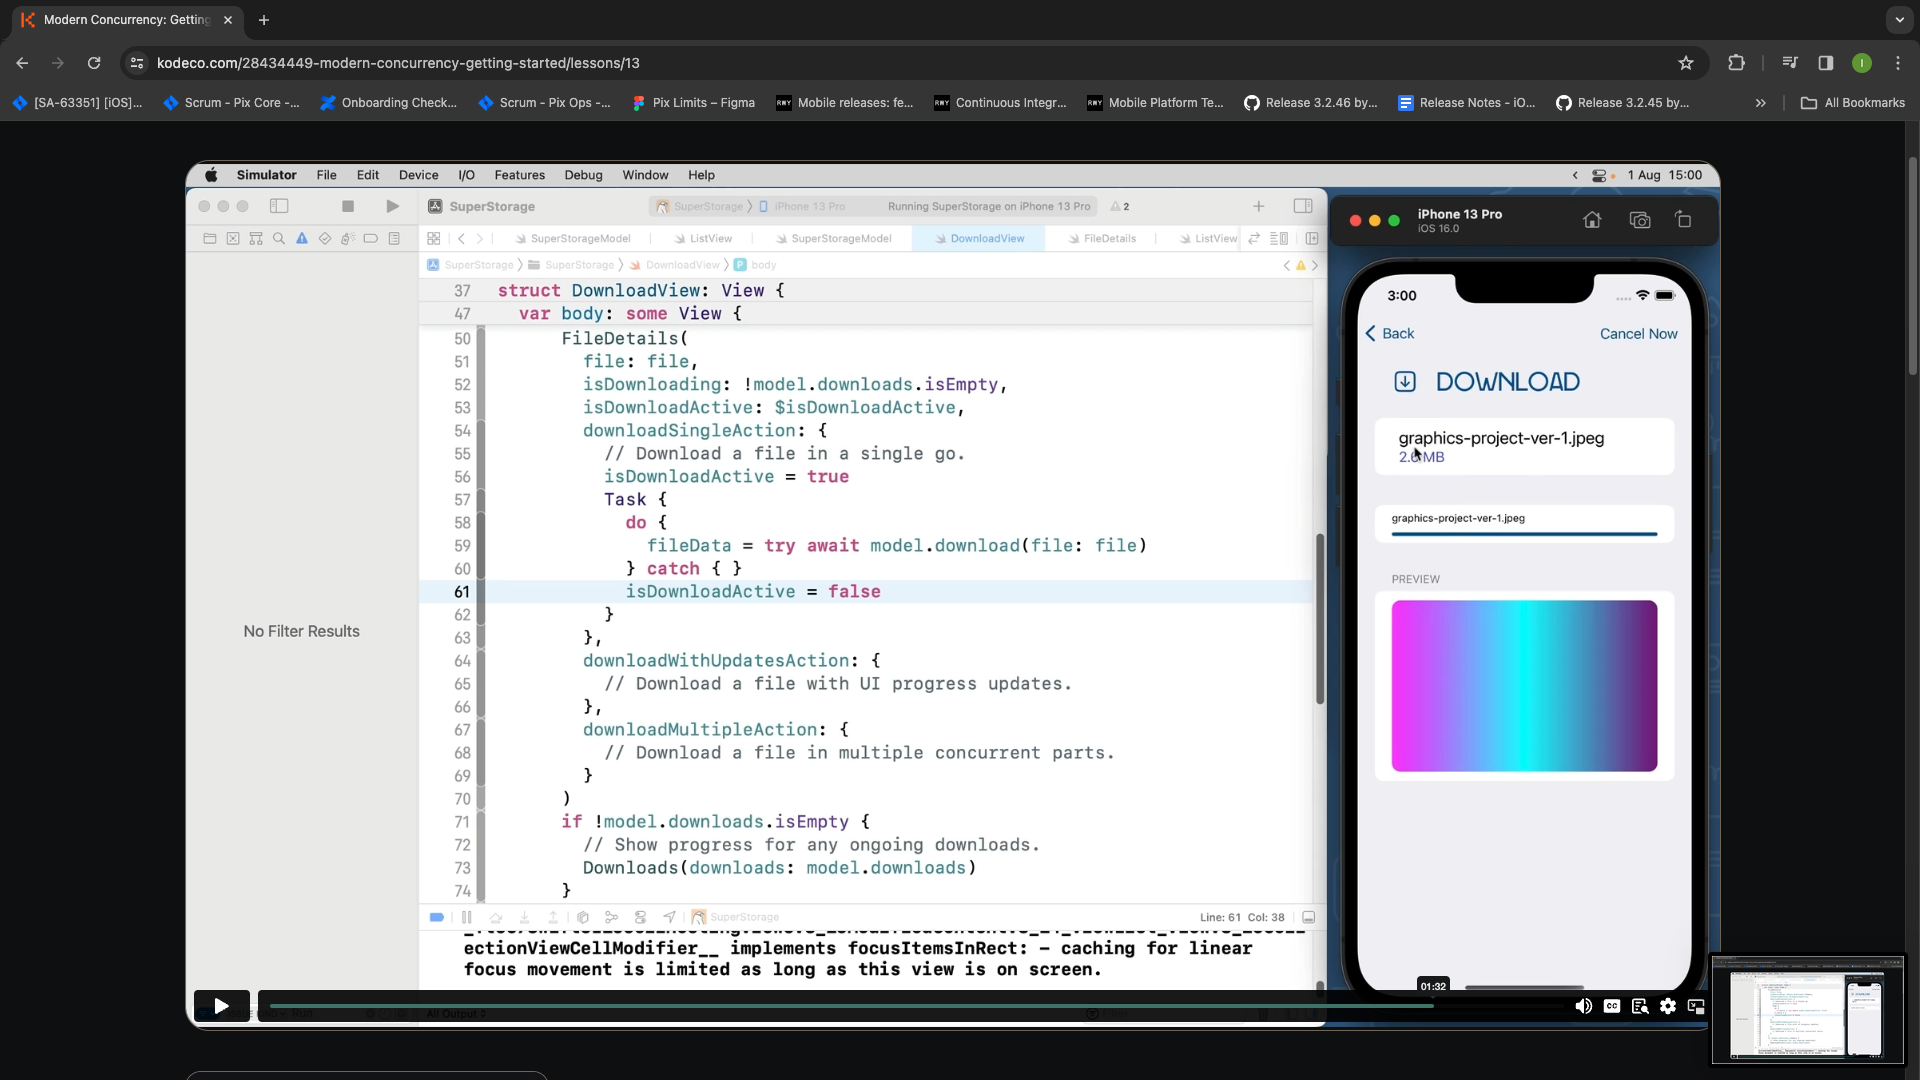 Modern Concurrency: Getting
kodeco.com/28434449-modern-concurrency-getting-started/lessons/13
[SA-63351] [iOS]...
Scrum - Pix Core -...
Onboarding Check...
Scrum - Pix Ops -...
Pix Limits – Figma
Mobile releases: fe...
Continuous Integr...
Mobile Platform Te...
Release 3.2.46 by...
Release Notes - iO...
Release 3.2.45 by...
All Bookmarks
Simulator File Edit Device I/O Features Debug Window Help
1 Aug 15:00
SuperStorage
SuperStorage
iPhone 13 Pro
Running SuperStorage on iPhone 13 Pro
2
SuperStorageModel
ListView
SuperStorageModel
DownloadView
FileDetails
ListView
SuperStorage
SuperStorage
DownloadView
body
No Filter Results
37 struct DownloadView: View {
47 var body: some View {
50 FileDetails(
51 file: file,
52 isDownloading: !model.downloads.isEmpty,
53 isDownloadActive: $isDownloadActive,
54 downloadSingleAction: {
55 // Download a file in a single go.
56 isDownloadActive = true
57 Task {
58 do {
59 fileData = try await model.download(file: file)
60 } catch { }
61 isDownloadActive = false
62 }
63 },
64 downloadWithUpdatesAction: {
65 // Download a file with UI progress updates.
66 },
67 downloadMultipleAction: {
68 // Download a file in multiple concurrent parts.
69 }
70 )
71 if !model.downloads.isEmpty {
72 // Show progress for any ongoing downloads.
73 Downloads(downloads: model.downloads)
74 }
SuperStorage
Line: 61 Col: 38
ectionViewCellModifier__ implements focusItemsInRect: - caching for linear
focus movement is limited as long as this view is on screen.
All Output
iPhone 13 Pro
iOS 16.0
3:00
Back
Cancel Now
DOWNLOAD
graphics-project-ver-1.jpeg
MB
graphics-project-ver-1.jpeg
PREVIEW
01:32
CC